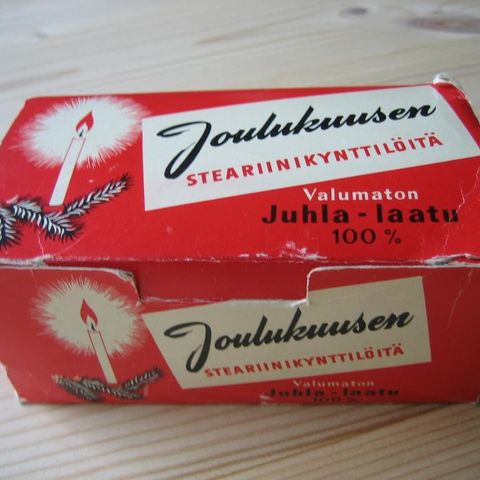 Joulukuusen
STEARIINIKYNTTILÖITÄ
Valumaton
Juhla-laatu
100 %
Joulukuusen
STEARIINIKYNTTILÖITÄ
Valumaton
Juhla-laatu
100 %